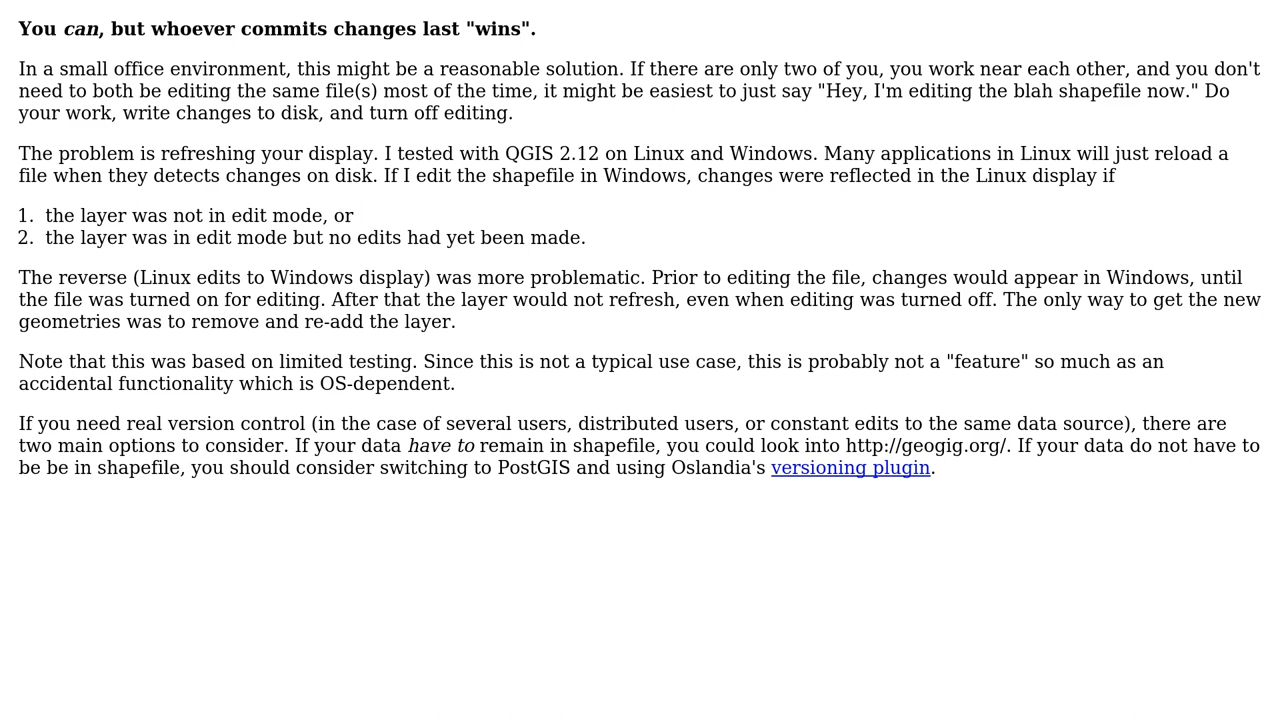 You can, but whoever commits changes last "wins".
In a small office environment, this might be a reasonable solution. If there are only two of you, you work near each other, and you don't
need to both be editing the same file(s) most of the time, it might be easiest to just say "Hey, I'm editing the blah shapefile now." Do
your work, write changes to disk, and turn off editing.
The problem is refreshing your display. I tested with QGIS 2.12 on Linux and Windows. Many applications in Linux will just reload a
file when they detects changes on disk. If I edit the shapefile in Windows, changes were reflected in the Linux display if
1. the layer was not in edit mode, or
2. the layer was in edit mode but no edits had yet been made.
The reverse (Linux edits to Windows display) was more problematic. Prior to editing the file, changes would appear in Windows, until
the file was turned on for editing. After that the layer would not refresh, even when editing was turned off. The only way to get the new
geometries was to remove and re-add the layer.
Note that this was based on limited testing. Since this is not a typical use case, this is probably not a "feature" so much as an
accidental functionality which is OS-dependent.
If you need real version control (in the case of several users, distributed users, or constant edits to the same data source), there are
two main options to consider. If your data have to remain in shapefile, you could look into http://geogig.org/. If your data do not have to
be be in shapefile, you should consider switching to PostGIS and using Oslandia's versioning plugin.